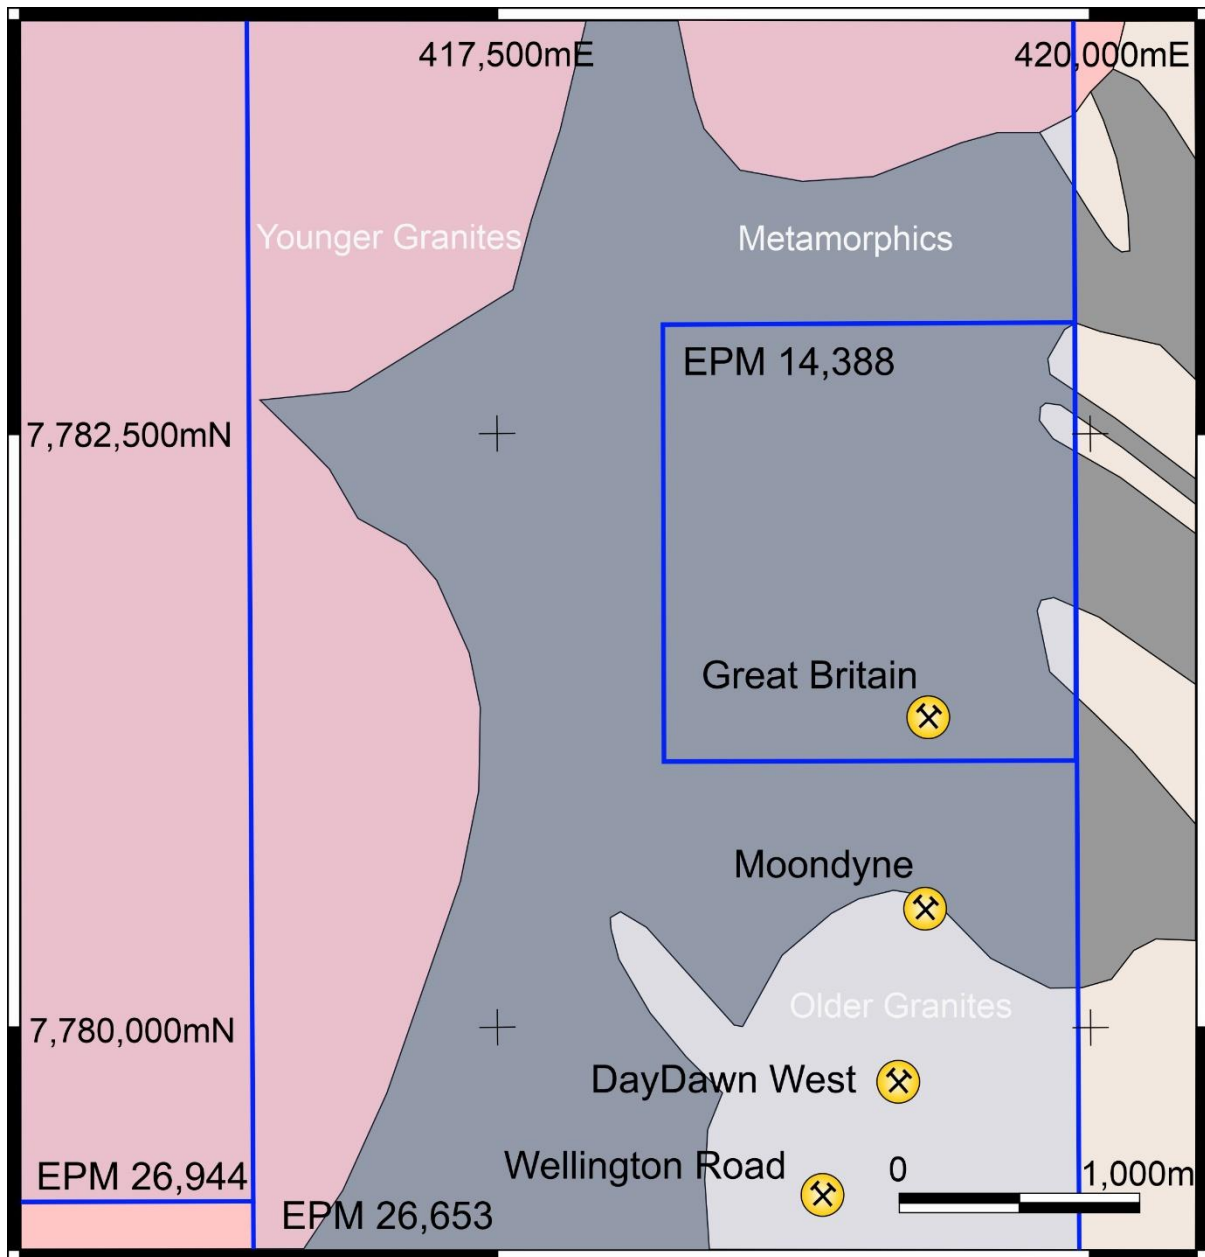 417,500mE
420,000mE
Younger Granites
Metamorphics
EPM 14,388
7,782,500mN
Great Britain
Moondyne
Older Granites
7,780,000mN
DayDawn West
Wellington Road
0
1,000m
EPM 26,944
EPM 26,653